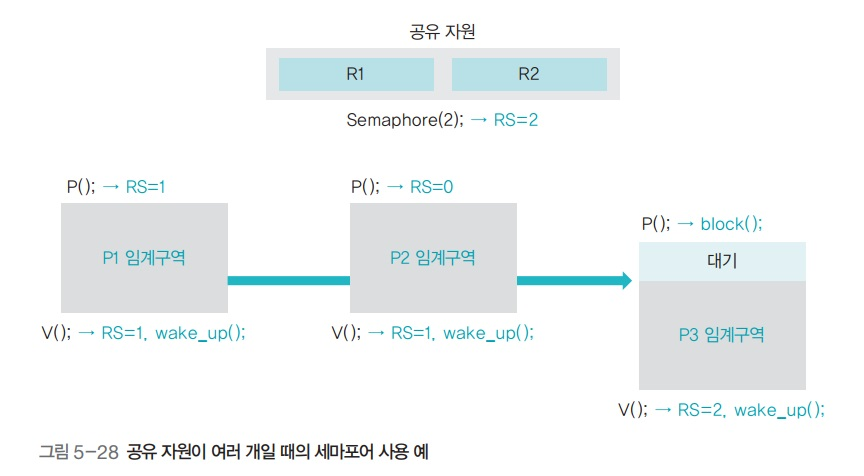 공유 자원
R1 R2
Semaphore(2); → RS=2
P(); → RS=1
P(); → RS=0
P(); → block();
P1 임계구역
P2 임계구역
대기
P3 임계구역
V(); → RS=1, wake_up();
V(); → RS=1, wake_up();
V(); → RS=2, wake_up();
그림 5-28 공유 자원이 여러 개일 때의 세마포어 사용 예